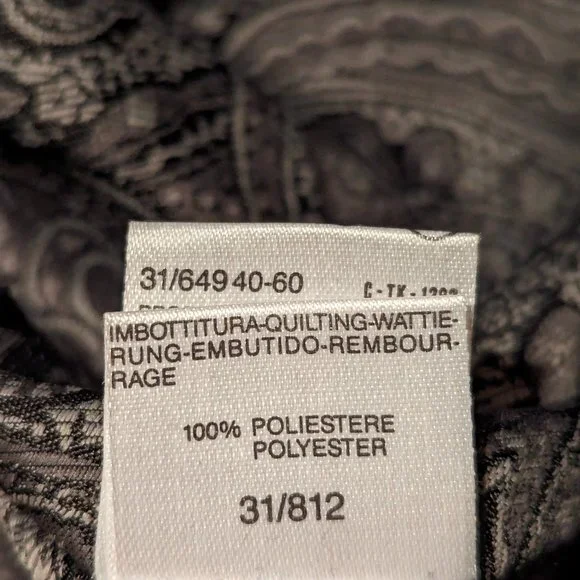 31/649 40-60
IMBOTTITURA-QUILTING-WATTIE-
RUNG-EMBUTIDO-REMBOUR-
RAGE
100% POLIESTERE
POLYESTER
31/812